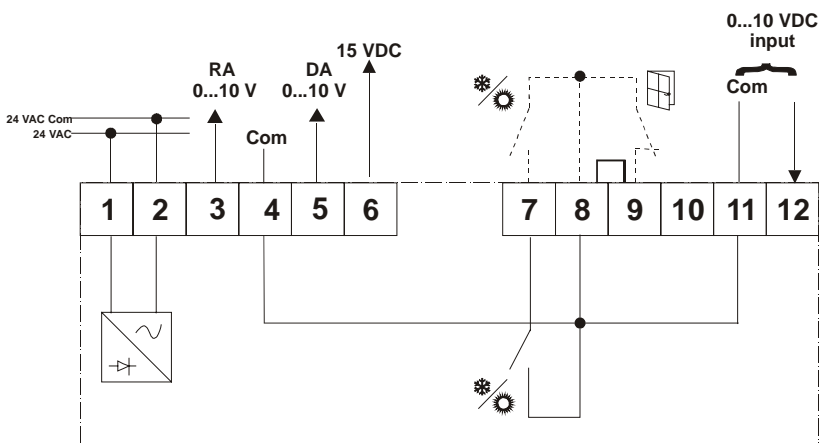 0...10 VDC
input
15 VDC
RA
0...10 V
DA
0...10 V
Com
24 VAC Com
24 VAC
Com
1 2 3 4 5 6 7 8 9 10 11 12